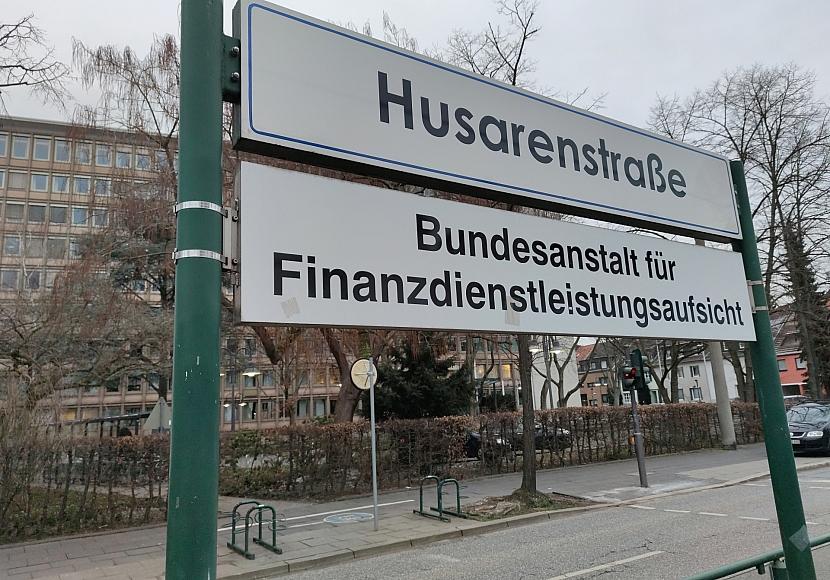 Husarenstraße
Bundesanstalt für
Finanzdienstleistungsaufsicht